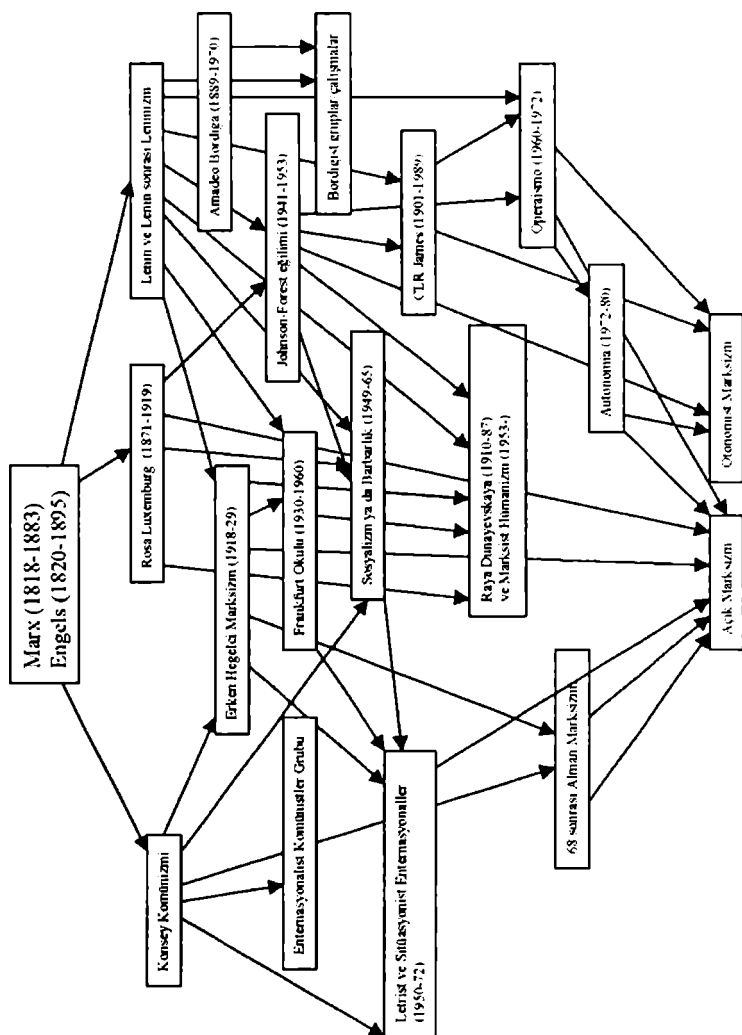 Marx (1818-1883)
Engels (1820-1895)
Konsey Komünizmi
Rosa Luxemburg (1871-1919)
Lenin ve Lenin sonrası Leninizm
Erken Hegelci Marksizm (1918-29)
Amadeo Bordiga (1889-1970)
Enternasyonalist Komünistler Grubu
Frankfurt Okulu (1930-1960)
Johnson-Forest eğilimi (1941-1953)
Bordigist gruplar çalışmalar
Sosyalizm ya da Barbarlık (1949-65)
Letrist ve Sitüasyonist Enternasyonaller
(1950-72)
CLR James (1901-1989)
Raya Dunayevskaya (1910-87)
ve Marksist Hümanizm (1953-)
Operaismo (1960-1972)
68 sonrası Alman Marksizmi
Autonomia (1972-80)
Açık Marksizm
Otonomist Marksizm